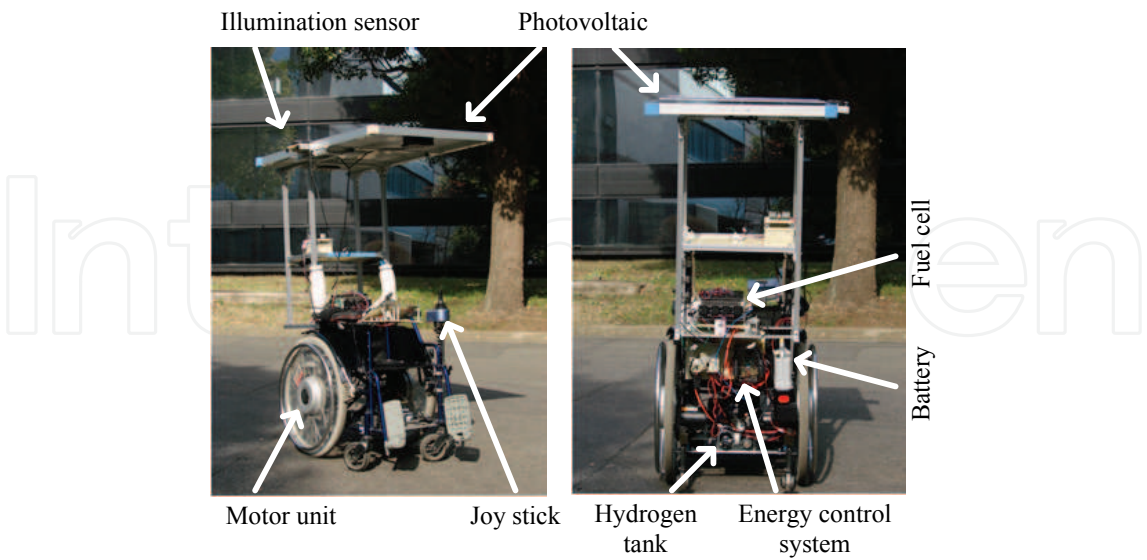 Illumination sensor
Photovoltaic
Fuel cell
Battery
Motor unit
Joy stick
Hydrogen
tank
Energy control
system